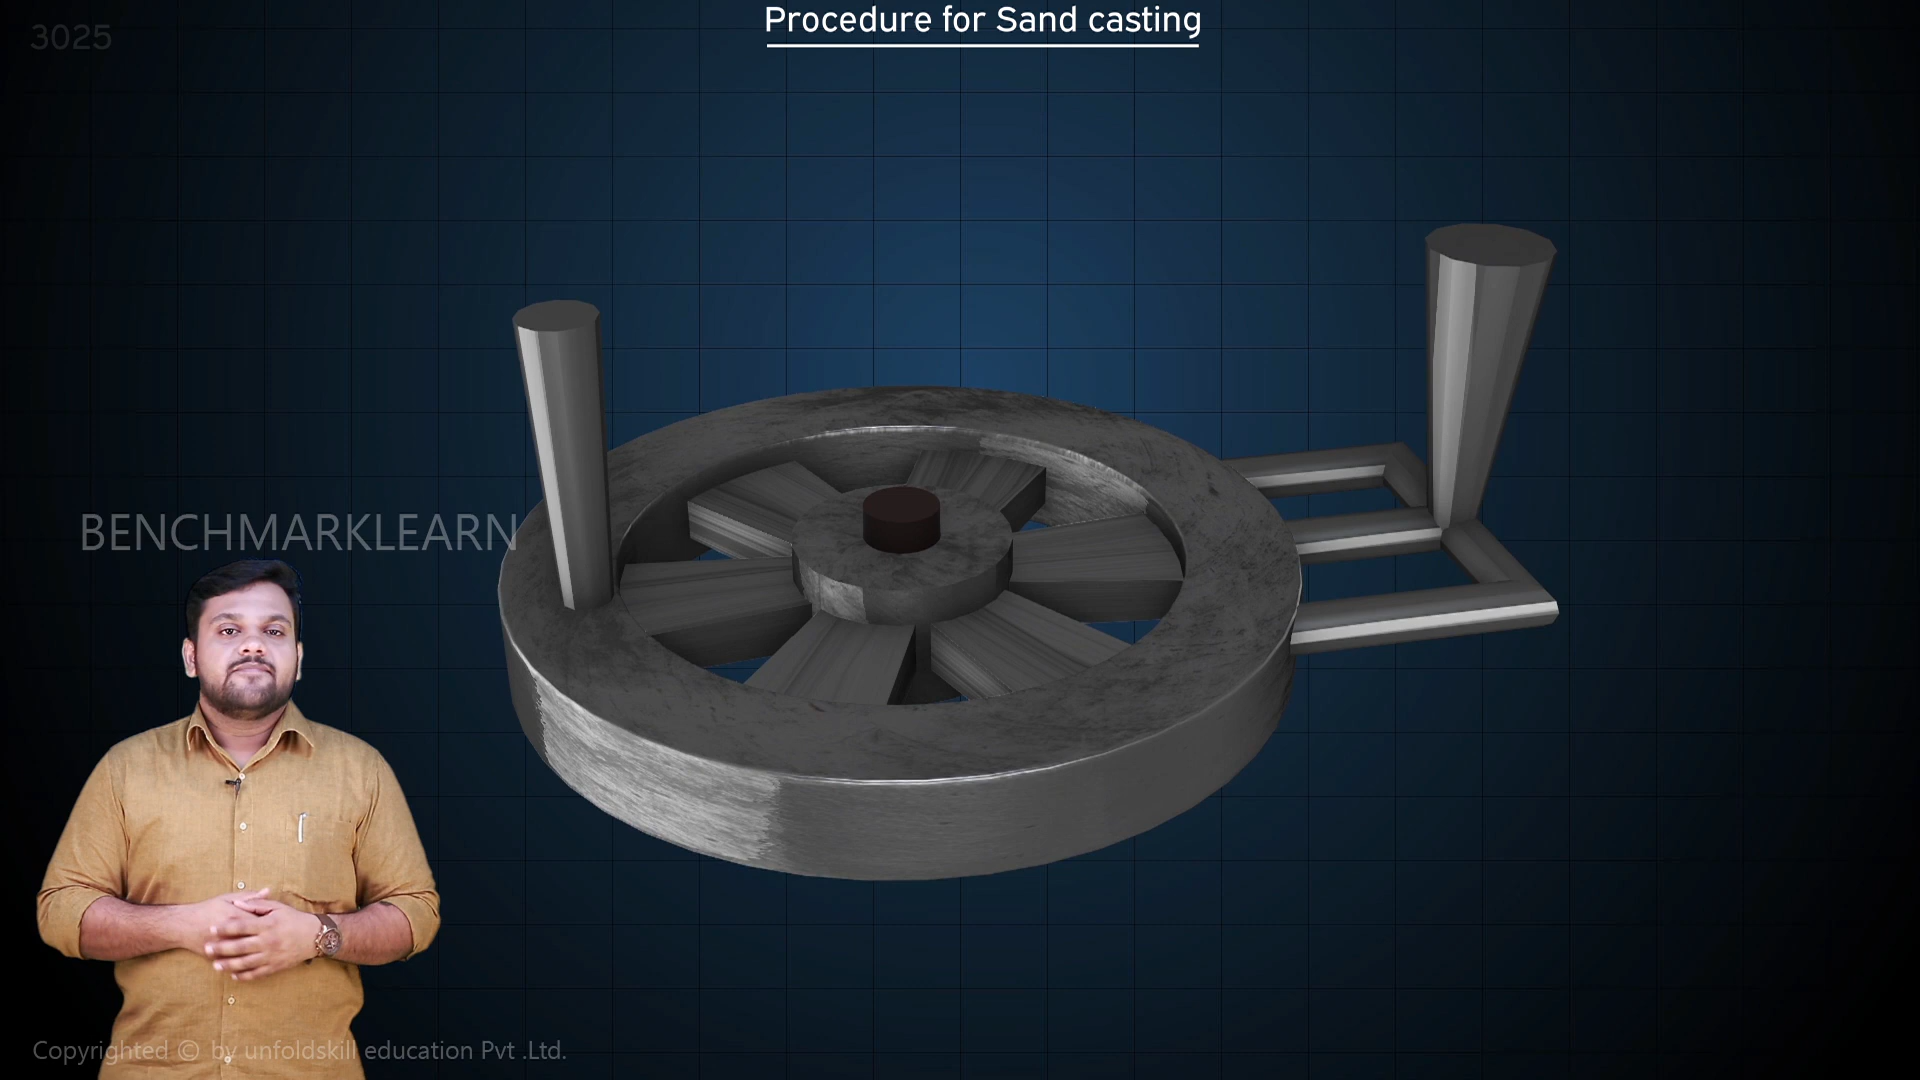 Procedure for Sand casting
3025
BENCHMARKLEARN
Copyrighted © by unfoldskill education Pvt .Ltd.